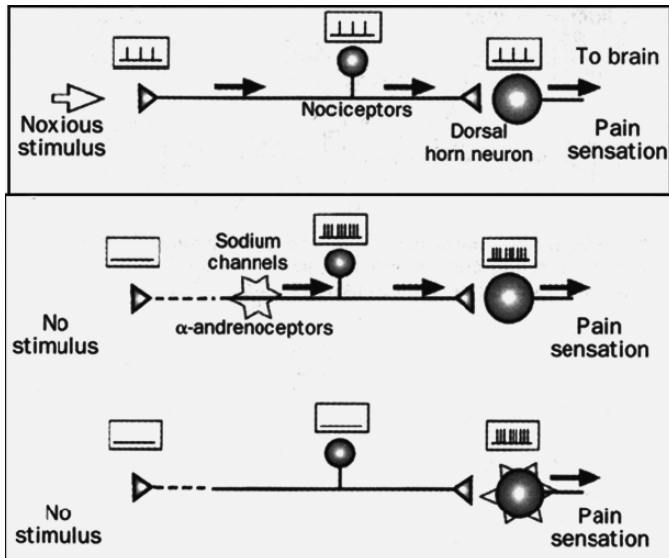 To brain
Noxious
stimulus
Nociceptors
Dorsal
horn neuron
Pain
sensation
Sodium
channels
No
stimulus
α-andrenoceptors
Pain
sensation
No
stimulus
Pain
sensation